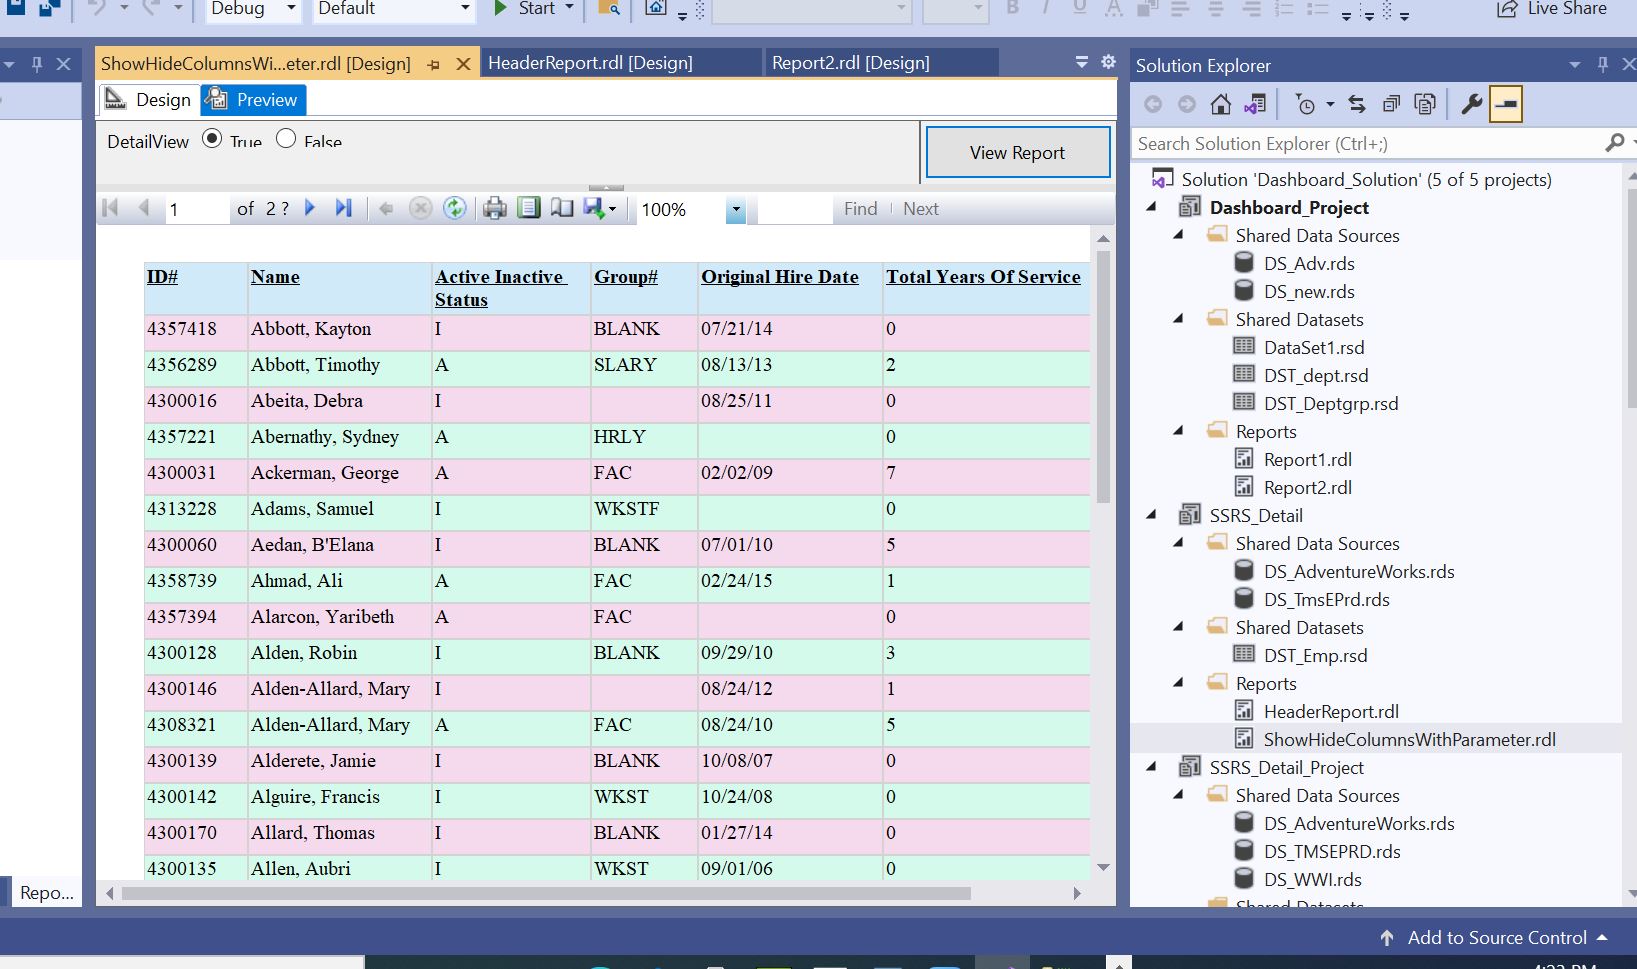 Debug Default Start Live Share
ShowHideColumnsWi...eter.rdl [Design] HeaderReport.rdl [Design] Report2.rdl [Design]
Design Preview
DetailView True False
View Report
1 of 2 ? 100% Find Next
ID# Name Active Inactive Status Group# Original Hire Date Total Years Of Service
4357418 Abbott, Kayton I BLANK 07/21/14 0
4356289 Abbott, Timothy A SLARY 08/13/13 2
4300016 Abeita, Debra I 08/25/11 0
4357221 Abernathy, Sydney A HRLY 0
4300031 Ackerman, George A FAC 02/02/09 7
4313228 Adams, Samuel I WKSTF 0
4300060 Aedan, B'Elana I BLANK 07/01/10 5
4358739 Ahmad, Ali A FAC 02/24/15 1
4357394 Alarcon, Yaribeth A FAC 0
4300128 Alden, Robin I BLANK 09/29/10 3
4300146 Alden-Allard, Mary I 08/24/12 1
4308321 Alden-Allard, Mary A FAC 08/24/10 5
4300139 Alderete, Jamie I BLANK 10/08/07 0
4300142 Alguire, Francis I WKST 10/24/08 0
4300170 Allard, Thomas I BLANK 01/27/14 0
4300135 Allen, Aubri I WKST 09/01/06 0
Repo...
Solution Explorer
Search Solution Explorer (Ctrl+;)
Solution 'Dashboard_Solution' (5 of 5 projects)
Dashboard_Project
Shared Data Sources
DS_Adv.rds
DS_new.rds
Shared Datasets
DataSet1.rsd
DST_dept.rsd
DST_Deptgrp.rsd
Reports
Report1.rdl
Report2.rdl
SSRS_Detail
Shared Data Sources
DS_AdventureWorks.rds
DS_TmsEPrd.rds
Shared Datasets
DST_Emp.rsd
Reports
HeaderReport.rdl
ShowHideColumnsWithParameter.rdl
SSRS_Detail_Project
Shared Data Sources
DS_AdventureWorks.rds
DS_TMSEPRD.rds
DS_WWI.rds
Shared Datasets
Add to Source Control